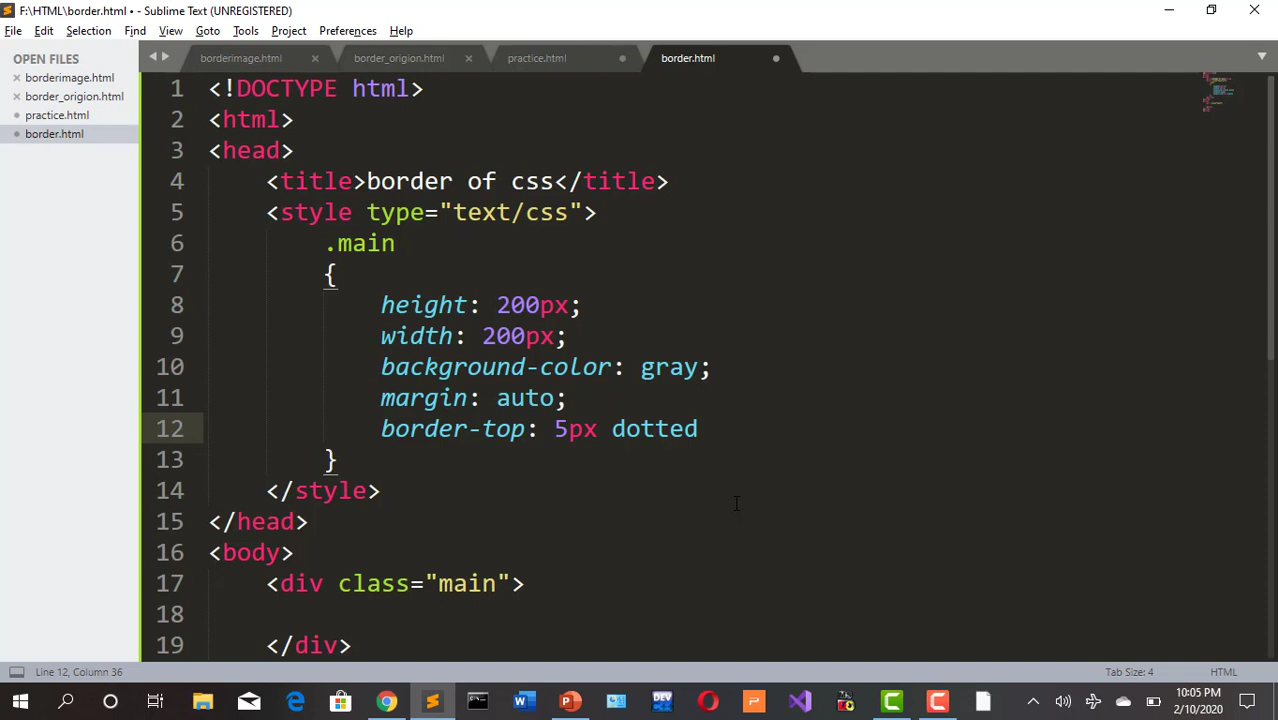 F:\HTML\border.html • - Sublime Text (UNREGISTERED)
File Edit Selection Find View Goto Tools Project Preferences Help
OPEN FILES
borderimage.html
border_origion.html
practice.html
border.html
borderimage.html border_origion.html practice.html border.html
1 <!DOCTYPE html>
2 <html>
3 <head>
4 <title>border of css</title>
5 <style type="text/css">
6 .main
7 {
8 height: 200px;
9 width: 200px;
10 background-color: gray;
11 margin: auto;
12 border-top: 5px dotted
13 }
14 </style>
15 </head>
16 <body>
17 <div class="main">
18
19 </div>
Line 12, Column 36 Tab Size: 4 HTML
10:05 PM
2/10/2020